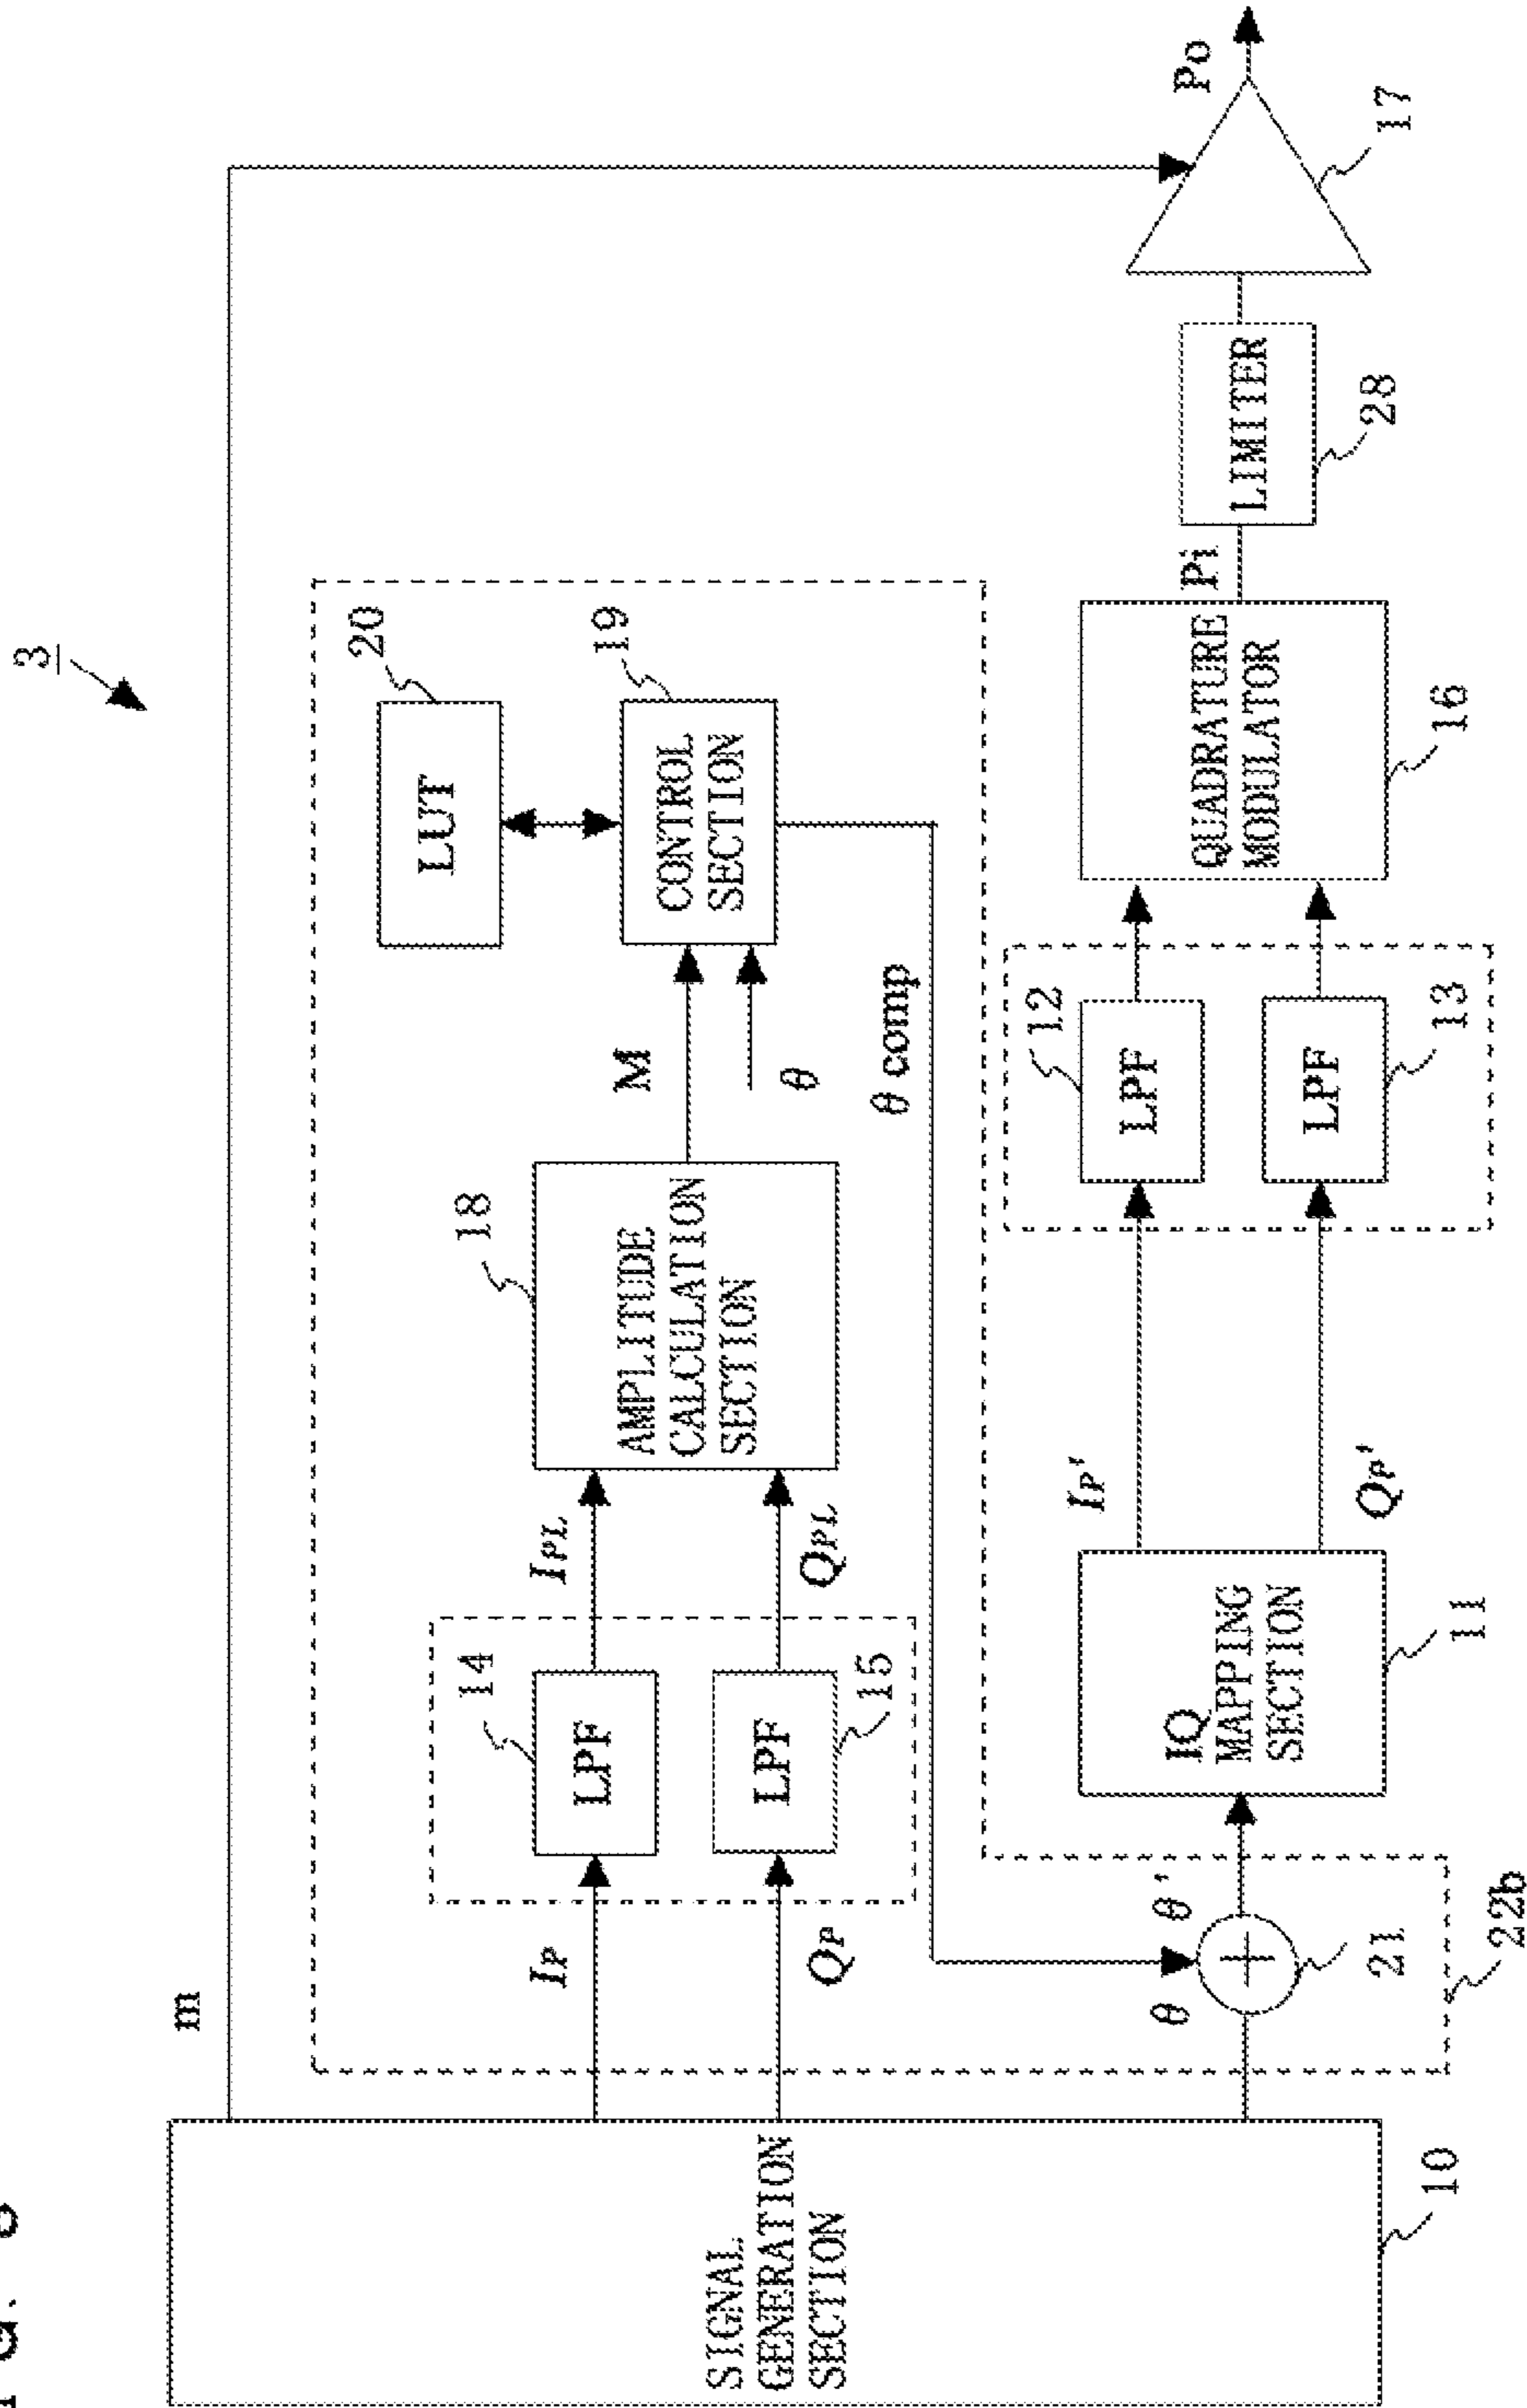 3
m
SIGNAL
GENERATION
SECTION
10
IP
QP
14
LPF
LPF
15
IPL
QPL
18
AMPLITUDE
CALCULATION
SECTION
M
θ
20
LUT
19
CONTROL
SECTION
θ comp
θ
θ'
21
22b
IQ
MAPPING
SECTION
11
IP'
QP'
12
LPF
LPF
13
QUADRATURE
MODULATOR
16
Pi
LIMITER
28
17
Po